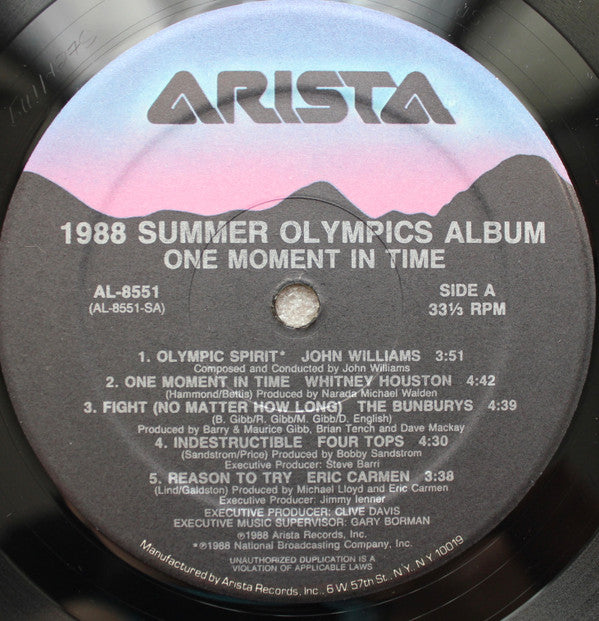 ARISTA
1988 SUMMER OLYMPICS ALBUM
ONE MOMENT IN TIME
AL-8551
(AL-8551-SA)
SIDE A
33⅓ RPM
1. OLYMPIC SPIRIT* JOHN WILLIAMS 3:51
Composed and Conducted by John Williams
2. ONE MOMENT IN TIME WHITNEY HOUSTON 4:42
(Hammond/Bettis) Produced by Narada Michael Walden
3. FIGHT (NO MATTER HOW LONG) THE BUNBURYS 4:39
(B. Gibb/R. Gibb/M. Gibb/D. English)
Produced by Barry & Maurice Gibb, Brian Tench and Dave Mackay
4. INDESTRUCTIBLE FOUR TOPS 4:30
(Sandstrom/Price) Produced by Bobby Sandstrom
Executive Producer: Steve Barri
5. REASON TO TRY ERIC CARMEN 3:38
(Lind/Galdston) Produced by Michael Lloyd and Eric Carmen
Executive Producer: Jimmy Ienner
EXECUTIVE PRODUCER: CLIVE DAVIS
EXECUTIVE MUSIC SUPERVISOR: GARY BORMAN
℗1988 Arista Records, Inc.
*℗1988 National Broadcasting Company, Inc.
UNAUTHORIZED DUPLICATION IS A
VIOLATION OF APPLICABLE LAWS
Manufactured by Arista Records, Inc., 6 W. 57th St., N.Y., N.Y. 10019